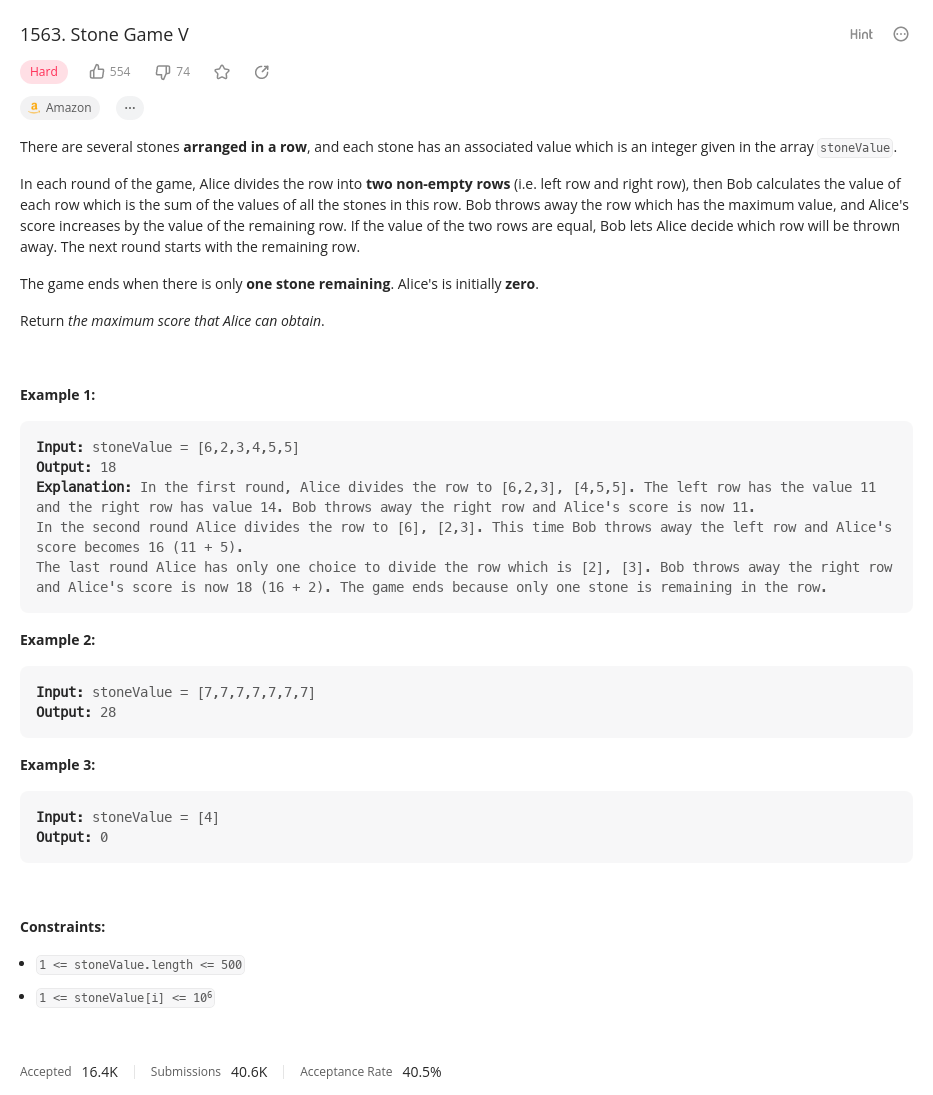 1563. Stone Game V
Hint
Hard 554 74
Amazon ...
There are several stones arranged in a row, and each stone has an associated value which is an integer given in the array stoneValue.
In each round of the game, Alice divides the row into two non-empty rows (i.e. left row and right row), then Bob calculates the value of
each row which is the sum of the values of all the stones in this row. Bob throws away the row which has the maximum value, and Alice's
score increases by the value of the remaining row. If the value of the two rows are equal, Bob lets Alice decide which row will be thrown
away. The next round starts with the remaining row.
The game ends when there is only one stone remaining. Alice's is initially zero.
Return the maximum score that Alice can obtain.
Example 1:
Input: stoneValue = [6,2,3,4,5,5]
Output: 18
Explanation: In the first round, Alice divides the row to [6,2,3], [4,5,5]. The left row has the value 11
and the right row has value 14. Bob throws away the right row and Alice's score is now 11.
In the second round Alice divides the row to [6], [2,3]. This time Bob throws away the left row and Alice's
score becomes 16 (11 + 5).
The last round Alice has only one choice to divide the row which is [2], [3]. Bob throws away the right row
and Alice's score is now 18 (16 + 2). The game ends because only one stone is remaining in the row.
Example 2:
Input: stoneValue = [7,7,7,7,7,7,7]
Output: 28
Example 3:
Input: stoneValue = [4]
Output: 0
Constraints:
• 1 <= stoneValue.length <= 500
• 1 <= stoneValue[i] <= 10⁶
Accepted 16.4K Submissions 40.6K Acceptance Rate 40.5%